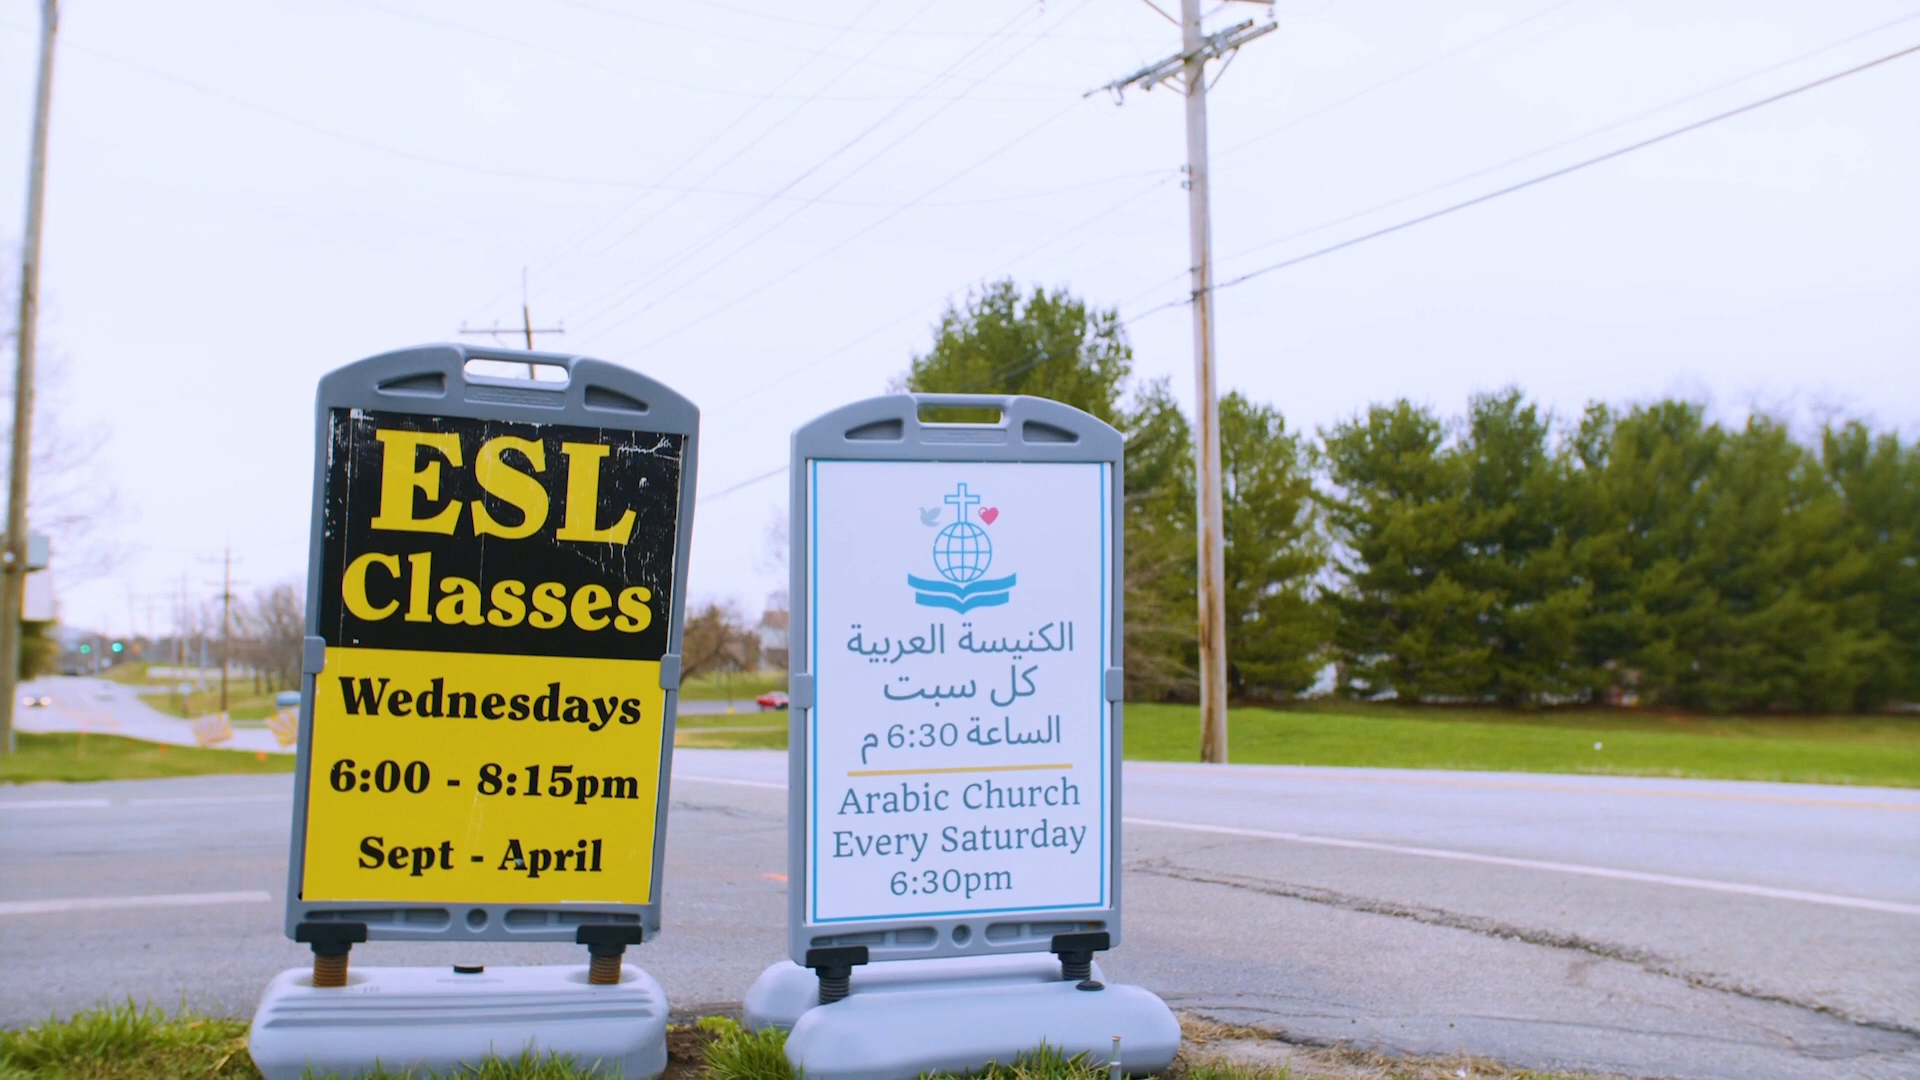 ESL
Classes
Wednesdays
6:00 - 8:15pm
Sept - April
الكنيسة العربية
كل سبت
الساعة 6:30 م
Arabic Church
Every Saturday
6:30pm